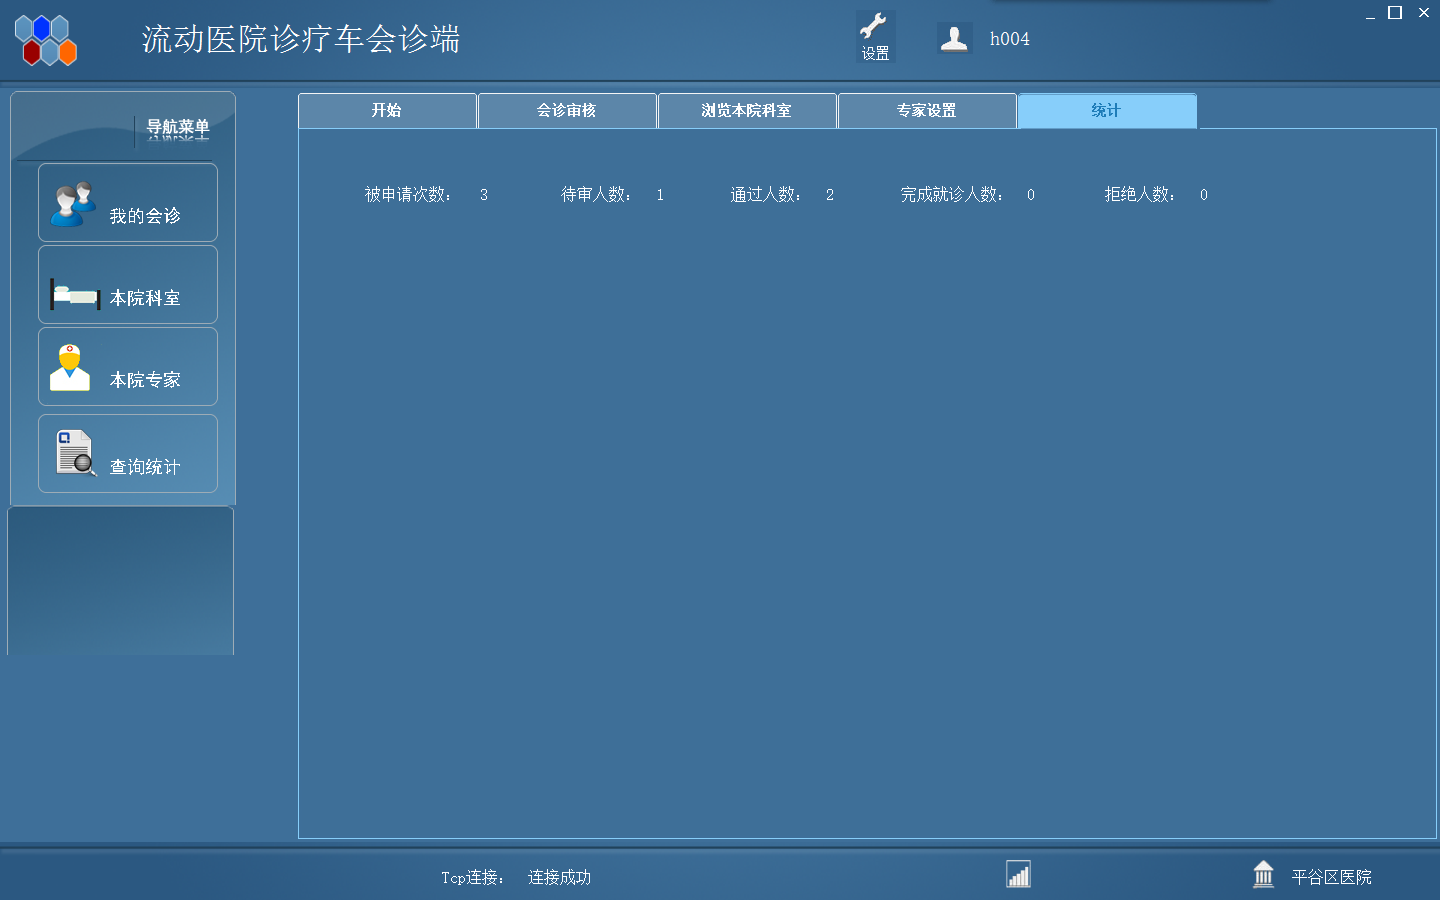 流动医院诊疗车会诊端
设置
h004
导航菜单
我的会诊
本院科室
本院专家
查询统计
开始 会诊审核 浏览本院科室 专家设置 统计
被申请次数： 3 待审人数： 1 通过人数： 2 完成就诊人数： 0 拒绝人数： 0
Tcp连接： 连接成功
平谷区医院